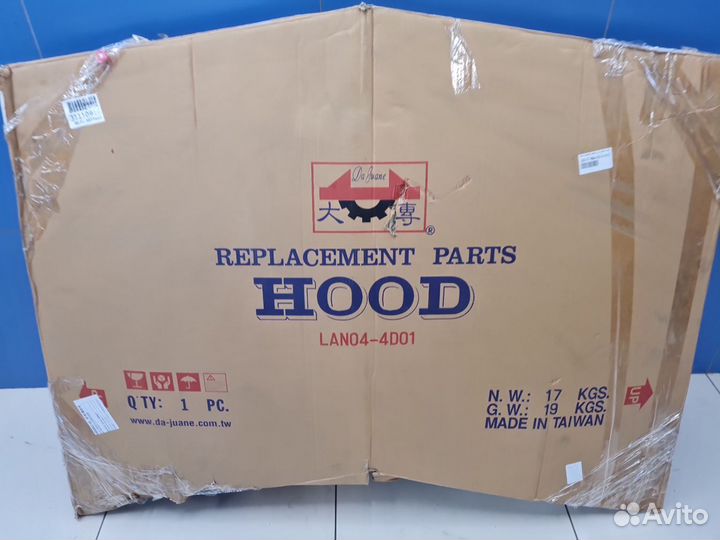 Da Juane
大 傳
®
REPLACEMENT PARTS
HOOD
LAN04-4D01
Q'TY: 1 PC.
www.da-juane.com.tw
N. W.: 17 KGS.
G. W.: 19 KGS.
MADE IN TAIWAN
UP
Avito